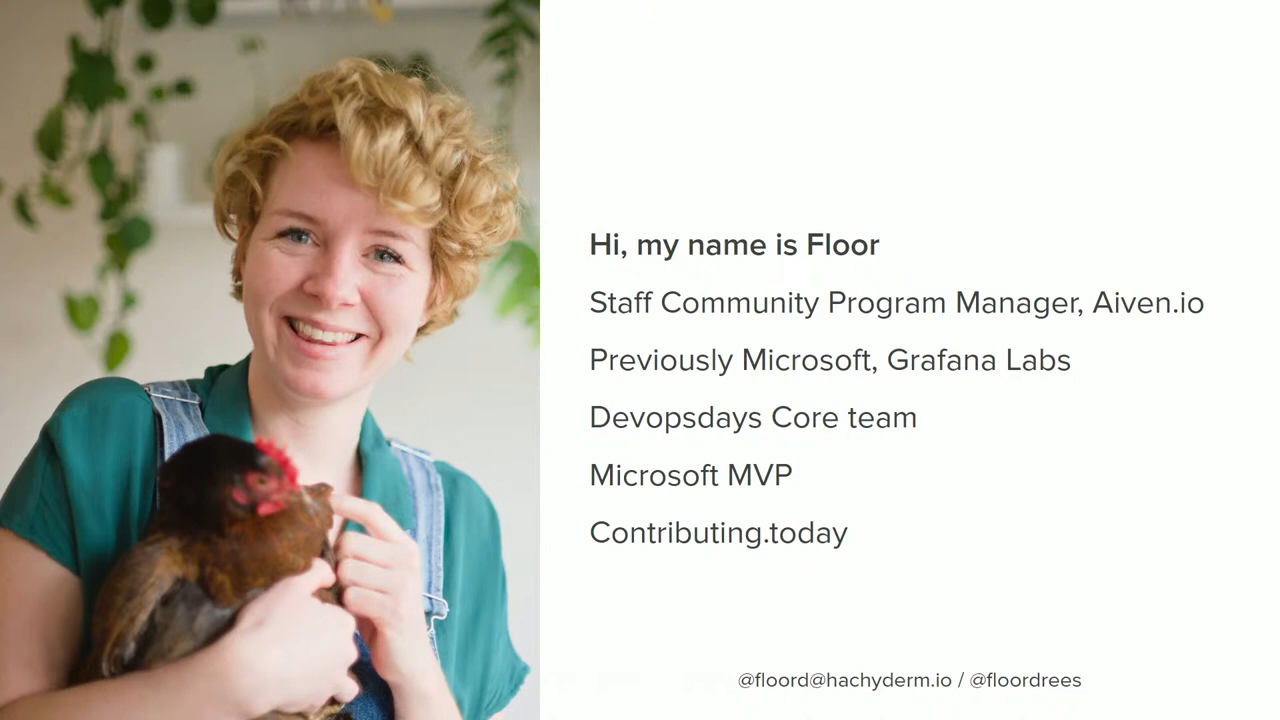 Hi, my name is Floor
Staff Community Program Manager, Aiven.io
Previously Microsoft, Grafana Labs
Devopsdays Core team
Microsoft MVP
Contributing.today
@floord@hachyderm.io / @floordrees